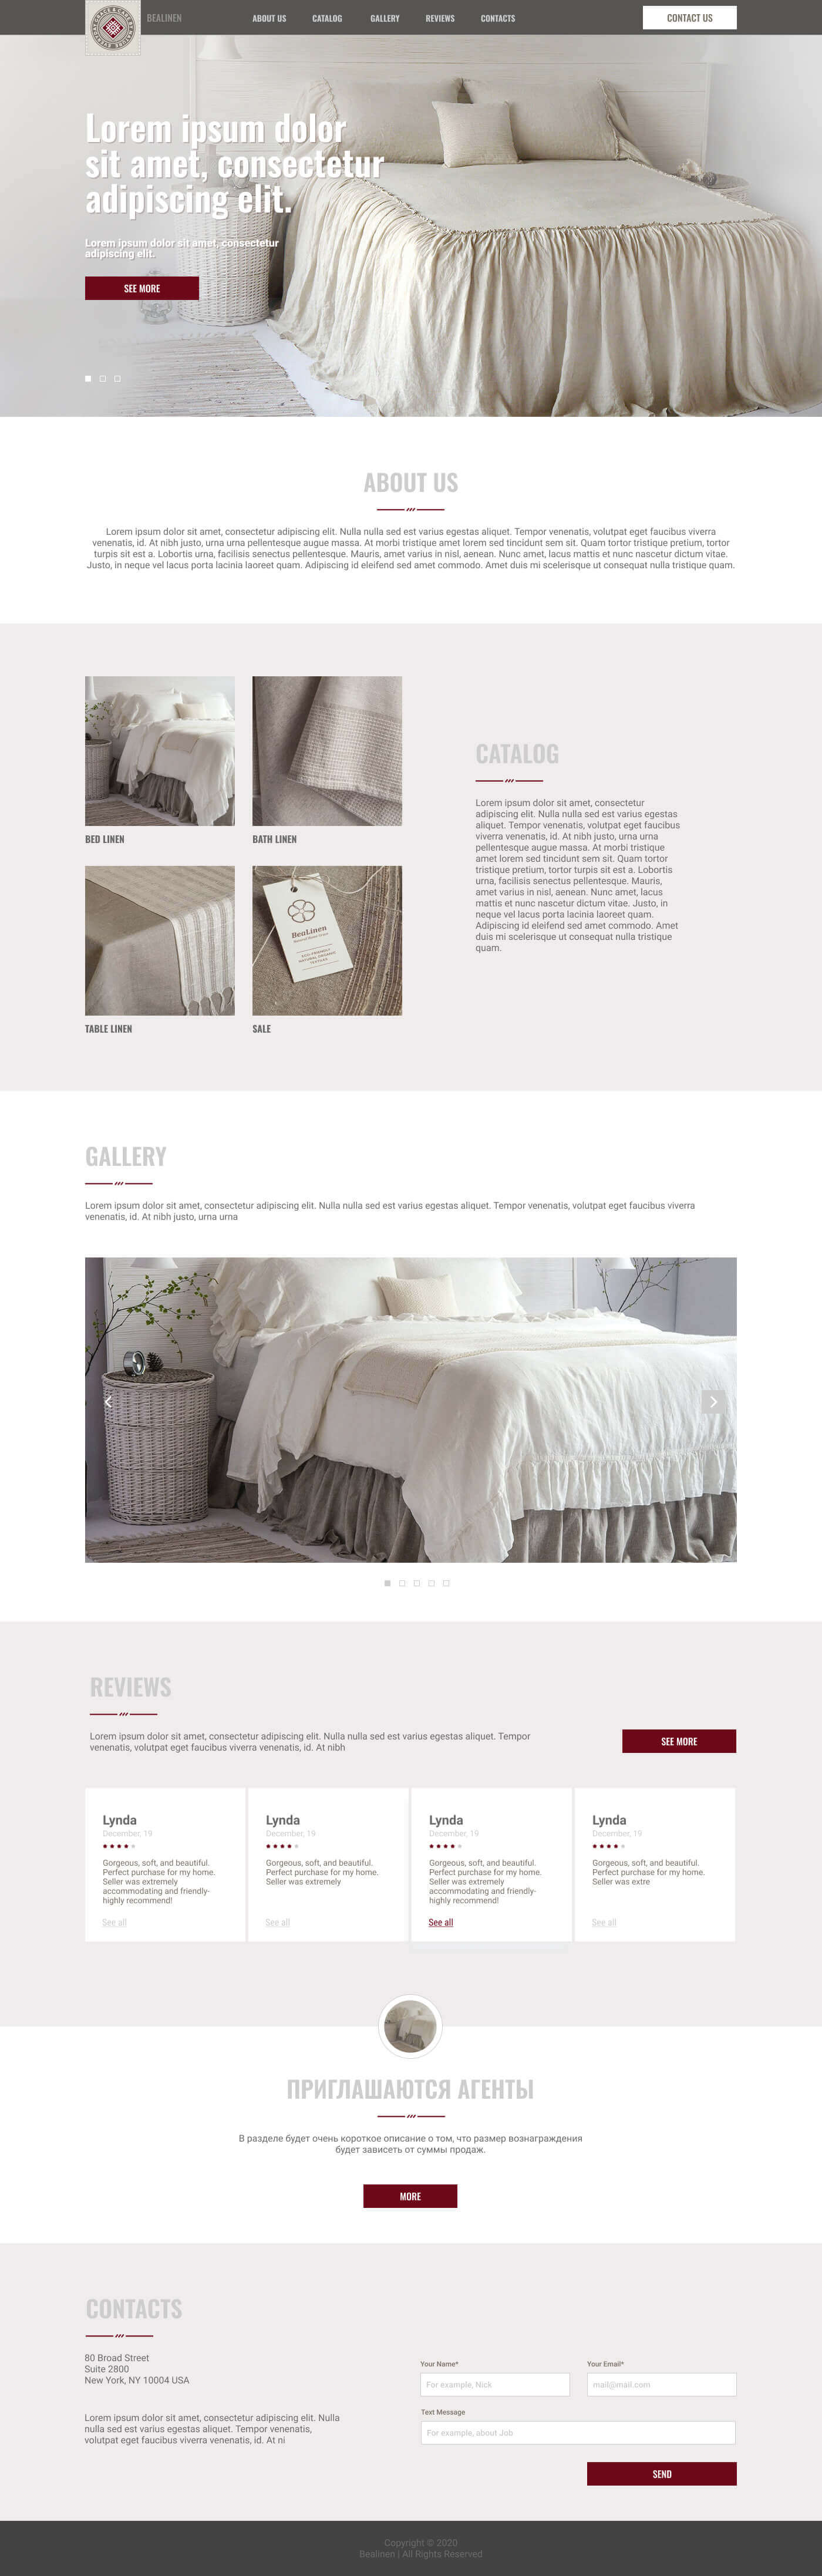 BEALINEN
ABOUT US
CATALOG
GALLERY
REVIEWS
CONTACTS
CONTACT US
Lorem ipsum dolor
sit amet, consectetur
adipiscing elit.
Lorem ipsum dolor sit amet, consectetur
adipiscing elit.
SEE MORE
ABOUT US
Lorem ipsum dolor sit amet, consectetur adipiscing elit. Nulla nulla sed est varius egestas aliquet. Tempor venenatis, volutpat eget faucibus viverra
venenatis, id. At nibh justo, urna urna pellentesque augue massa. At morbi tristique amet lorem sed tincidunt sem sit. Quam tortor tristique pretium, tortor
turpis sit est a. Lobortis urna, facilisis senectus pellentesque. Mauris, amet varius in nisl, aenean. Nunc amet, lacus mattis et nunc nascetur dictum vitae.
Justo, in neque vel lacus porta lacinia laoreet quam. Adipiscing id eleifend sed amet commodo. Amet duis mi scelerisque ut consequat nulla tristique quam.
BED LINEN
BATH LINEN
BeaLinen
ECO-FRIENDLY
NATURAL ORGANIC
TEXTILES
TABLE LINEN
SALE
CATALOG
Lorem ipsum dolor sit amet, consectetur
adipiscing elit. Nulla nulla sed est varius egestas
aliquet. Tempor venenatis, volutpat eget faucibus
viverra venenatis, id. At nibh justo, urna urna
pellentesque augue massa. At morbi tristique
amet lorem sed tincidunt sem sit. Quam tortor
tristique pretium, tortor turpis sit est a. Lobortis
urna, facilisis senectus pellentesque. Mauris,
amet varius in nisl, aenean. Nunc amet, lacus
mattis et nunc nascetur dictum vitae. Justo, in
neque vel lacus porta lacinia laoreet quam.
Adipiscing id eleifend sed amet commodo. Amet
duis mi scelerisque ut consequat nulla tristique
quam.
GALLERY
Lorem ipsum dolor sit amet, consectetur adipiscing elit. Nulla nulla sed est varius egestas aliquet. Tempor venenatis, volutpat eget faucibus viverra
venenatis, id. At nibh justo, urna urna
REVIEWS
Lorem ipsum dolor sit amet, consectetur adipiscing elit. Nulla nulla sed est varius egestas aliquet. Tempor
venenatis, volutpat eget faucibus viverra venenatis, id. At nibh
SEE MORE
Lynda
December, 19
Gorgeous, soft, and beautiful.
Perfect purchase for my home.
Seller was extremely
accommodating and friendly-
highly recommend!
See all
Lynda
December, 19
Gorgeous, soft, and beautiful.
Perfect purchase for my home.
Seller was extremely
See all
Lynda
December, 19
Gorgeous, soft, and beautiful.
Perfect purchase for my home.
Seller was extremely
accommodating and friendly-
highly recommend!
See all
Lynda
December, 19
Gorgeous, soft, and beautiful.
Perfect purchase for my home.
Seller was extre
See all
ПРИГЛАШАЮТСЯ АГЕНТЫ
В разделе будет очень короткое описание о том, что размер вознаграждения
будет зависеть от суммы продаж.
MORE
CONTACTS
80 Broad Street
Suite 2800
New York, NY 10004 USA
Lorem ipsum dolor sit amet, consectetur adipiscing elit. Nulla
nulla sed est varius egestas aliquet. Tempor venenatis,
volutpat eget faucibus viverra venenatis, id. At ni
Your Name*
For example, Nick
Your Email*
mail@mail.com
Text Message
For example, about Job
SEND
Copyright © 2020
Bealinen | All Rights Reserved